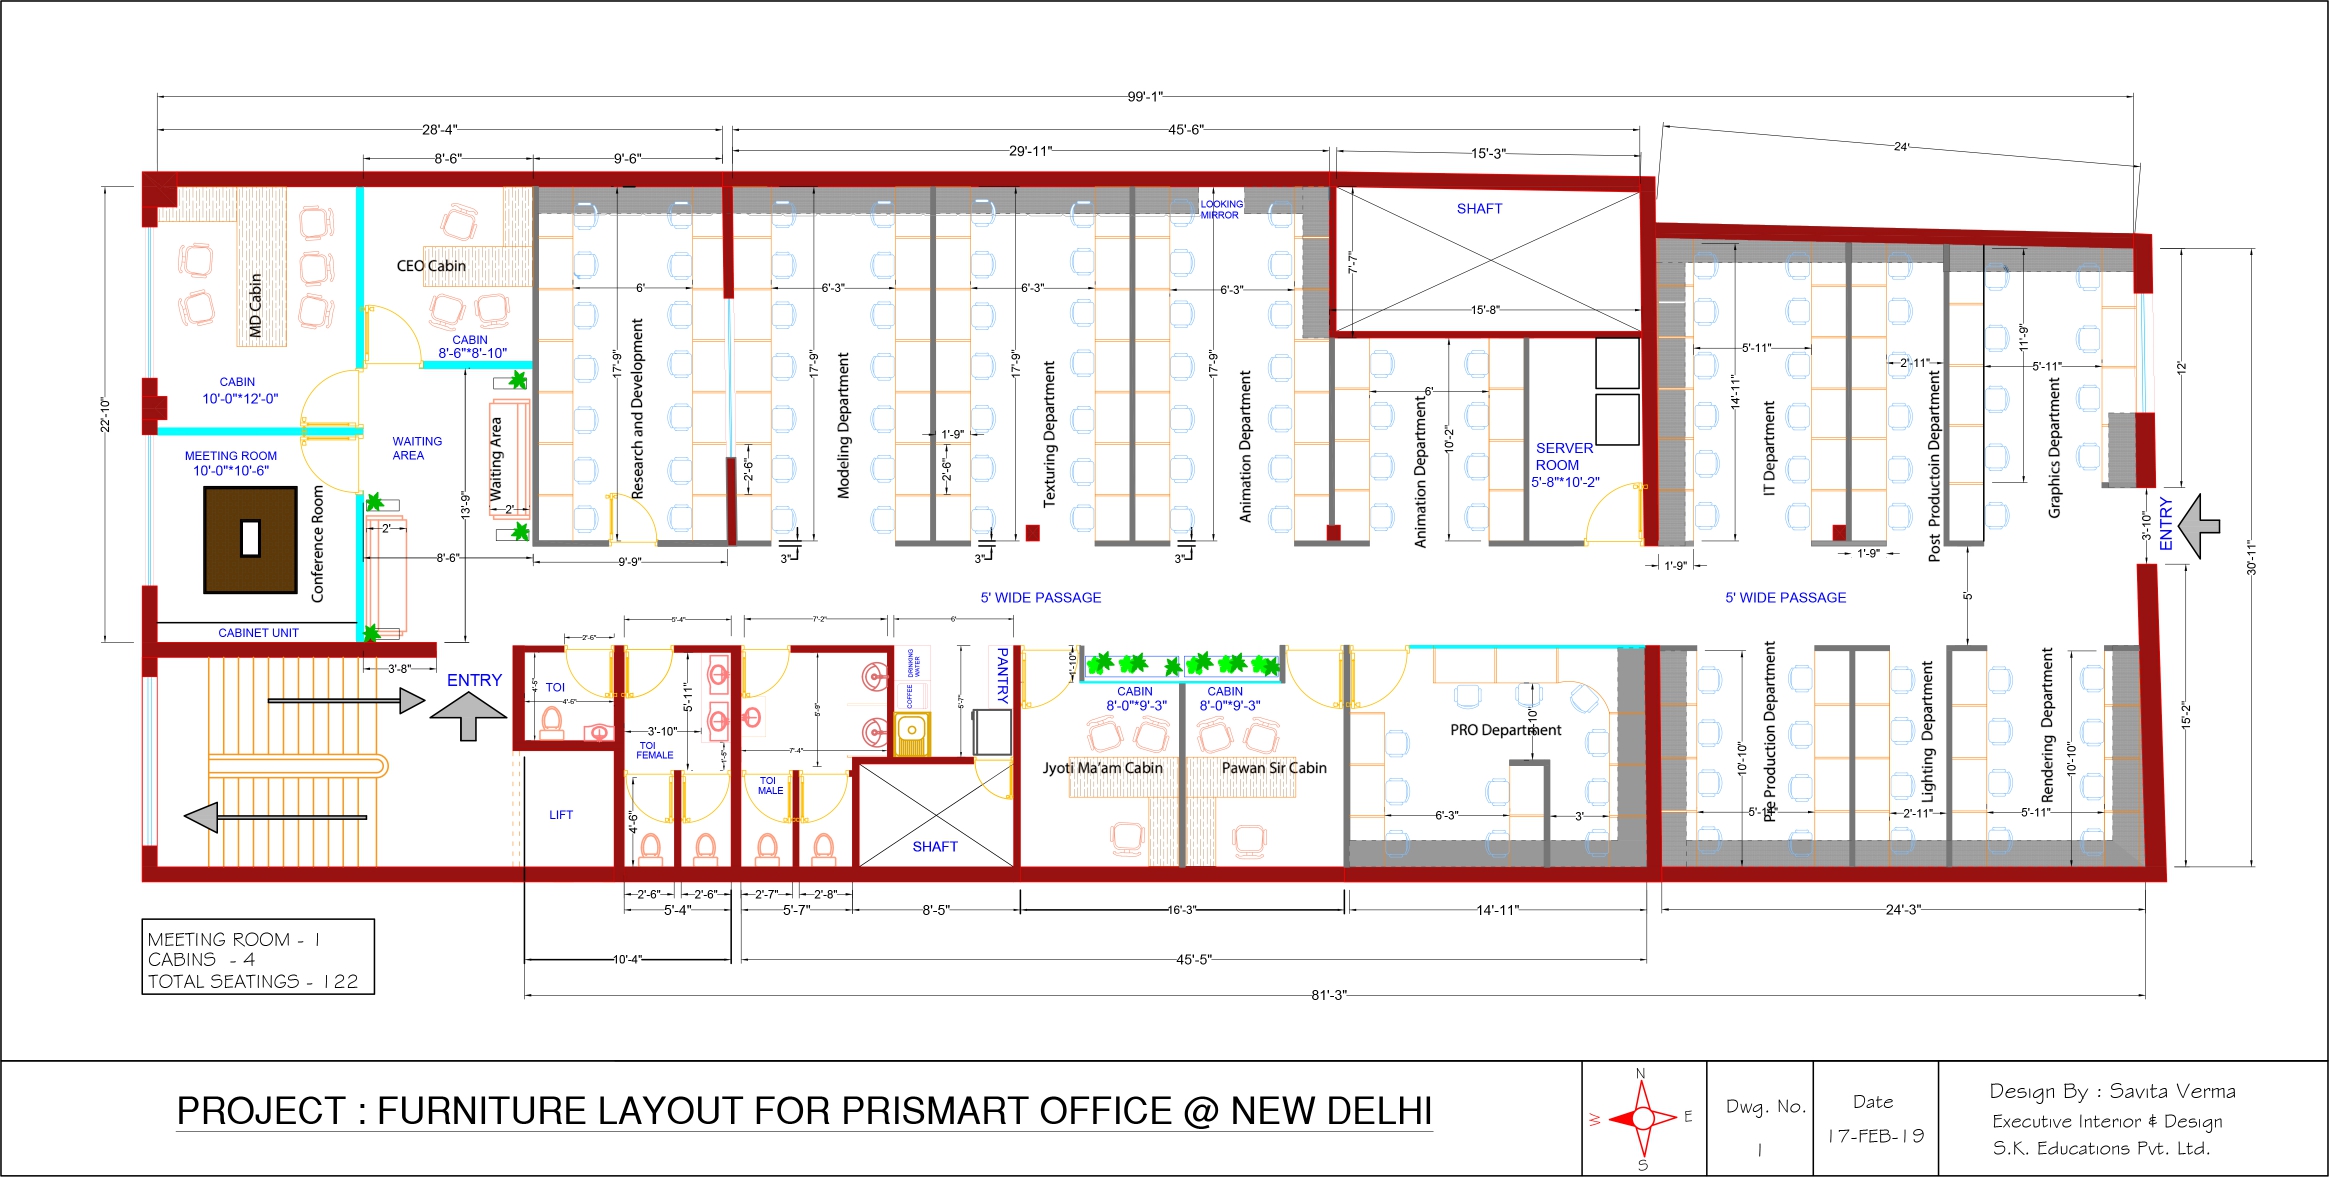 99'-1"
28'-4"
45'-6"
24'
8'-6"
9'-6"
29'-11"
15'-3"
LOOKING
MIRROR
SHAFT
7'-7"
15'-8"
MD Cabin
CEO Cabin
CABIN
8'-6"*8'-10"
CABIN
10'-0"*12'-0"
22'-10"
MEETING ROOM
10'-0"*10'-6"
Conference Room
CABINET UNIT
WAITING
AREA
Waiting Area
2'
2'
13'-9"
8'-6"
3'-8"
6'
17'-9"
Research and Development
9'-9"
6'-3"
17'-9"
Modeling Department
2'-6"
3"
1'-9"
2'-6"
6'-3"
17'-9"
Texturing Department
3"
6'-3"
17'-9"
Animation Department
3"
6'
10'-2"
Animation Department
SERVER
ROOM
5'-8"*10'-2"
5'-11"
14'-11"
IT Department
1'-9"
1'-9"
2'-11"
Post Productoin Department
11'-9"
5'-11"
Graphics Department
12'
30'-11"
3'-10"
ENTRY
5'
15'-2"
5' WIDE PASSAGE
5' WIDE PASSAGE
ENTRY
2'-6"
5'-4"
7'-2"
6'
TOI
4'-5"
4'-6"
5'-11"
3'-10"
TOI
FEMALE
1'-5"
4'-6"
5'-9"
7'-4"
TOI
MALE
DRINKING
WATER
COFFEE
5'-7"
PANTRY
LIFT
SHAFT
1'-10"
CABIN
8'-0"*9'-3"
CABIN
8'-0"*9'-3"
Jyoti Ma'am Cabin
Pawan Sir Cabin
PRO Department
6'-3"
3'
Pre Production Department
10'-10"
5'-11"
Lighting Department
2'-11"
Rendering Department
10'-10"
5'-11"
2'-6"
2'-6"
2'-7"
2'-8"
5'-4"
5'-7"
8'-5"
16'-3"
14'-11"
24'-3"
10'-4"
45'-5"
81'-3"
MEETING ROOM - 1
CABINS - 4
TOTAL SEATINGS - 122
PROJECT : FURNITURE LAYOUT FOR PRISMART OFFICE @ NEW DELHI
N
W
E
S
Dwg. No.
1
Date
17-FEB-19
Design By : Savita Verma
Executive Interior & Design
S.K. Educations Pvt. Ltd.